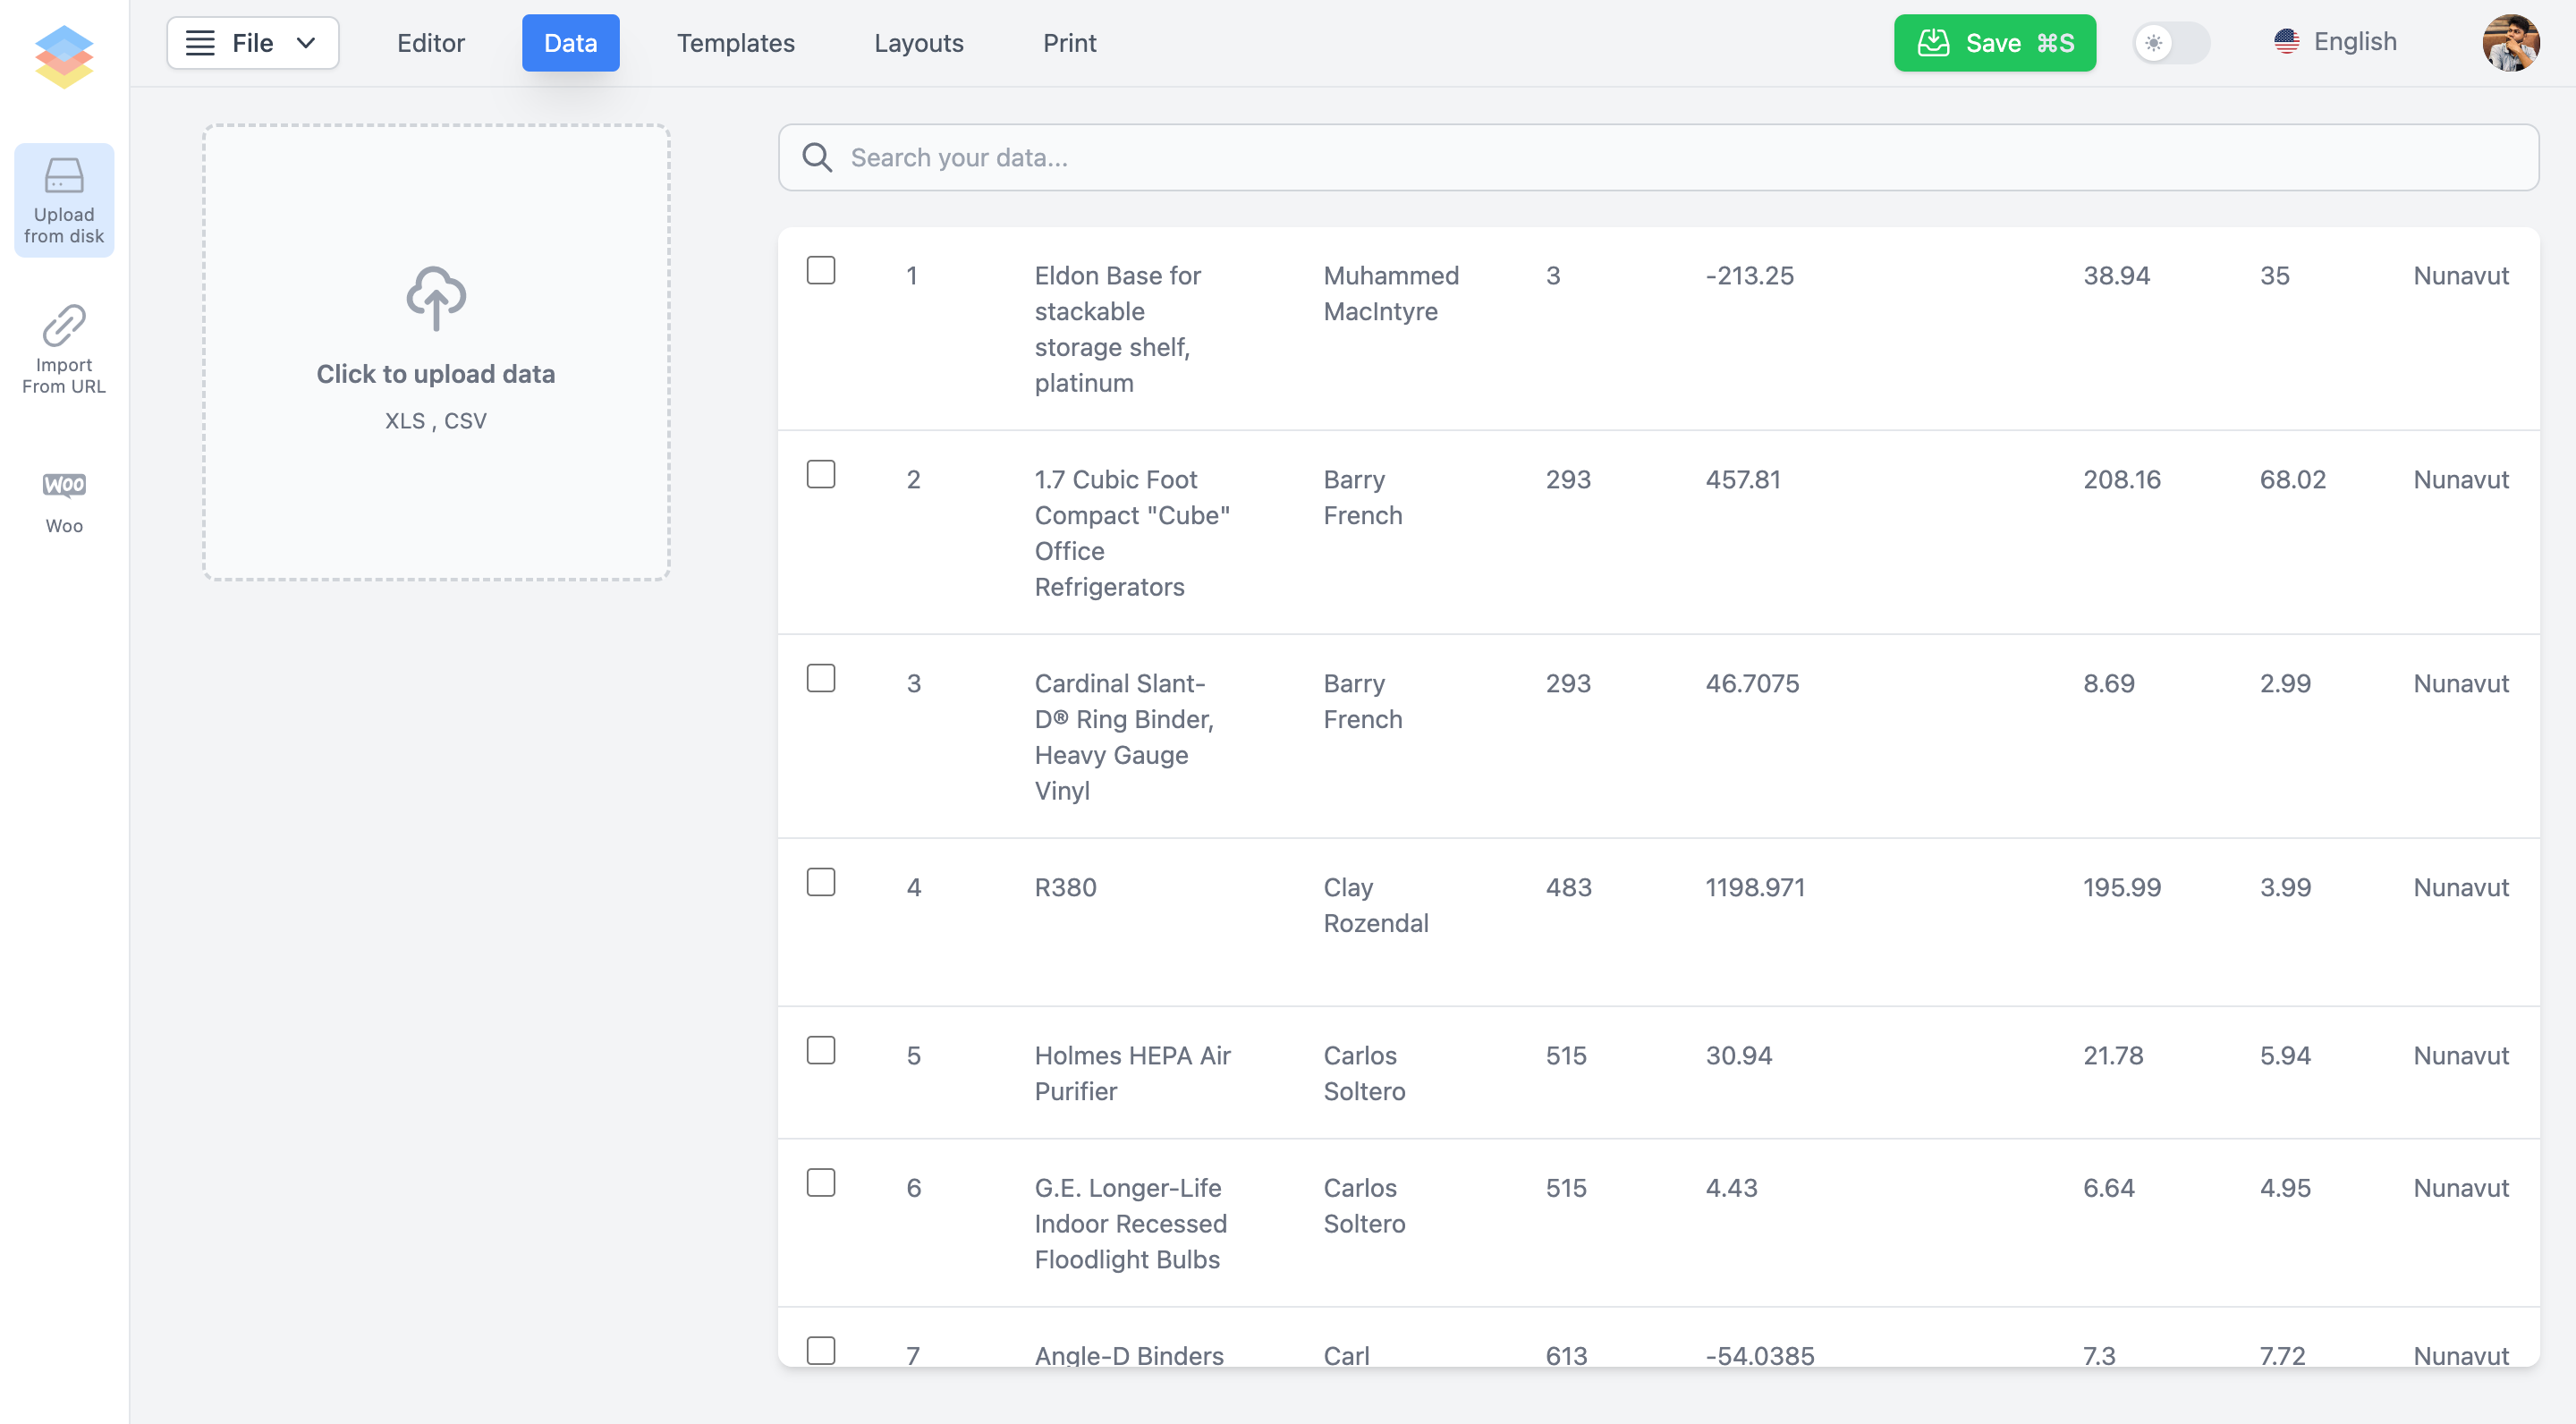 File
Editor
Data
Templates
Layouts
Print
Save ⌘S
English
Upload
from disk
Import
From URL
WOO
Woo
Click to upload data
XLS , CSV
Search your data...
1 Eldon Base for Muhammed 3 -213.25 38.94 35 Nunavut
stackable MacIntyre
storage shelf,
platinum
2 1.7 Cubic Foot Barry 293 457.81 208.16 68.02 Nunavut
Compact "Cube" French
Office
Refrigerators
3 Cardinal Slant- Barry 293 46.7075 8.69 2.99 Nunavut
D® Ring Binder, French
Heavy Gauge
Vinyl
4 R380 Clay 483 1198.971 195.99 3.99 Nunavut
Rozendal
5 Holmes HEPA Air Carlos 515 30.94 21.78 5.94 Nunavut
Purifier Soltero
6 G.E. Longer-Life Carlos 515 4.43 6.64 4.95 Nunavut
Indoor Recessed Soltero
Floodlight Bulbs
7 Angle-D Binders Carl 613 -54.0385 7.3 7.72 Nunavut